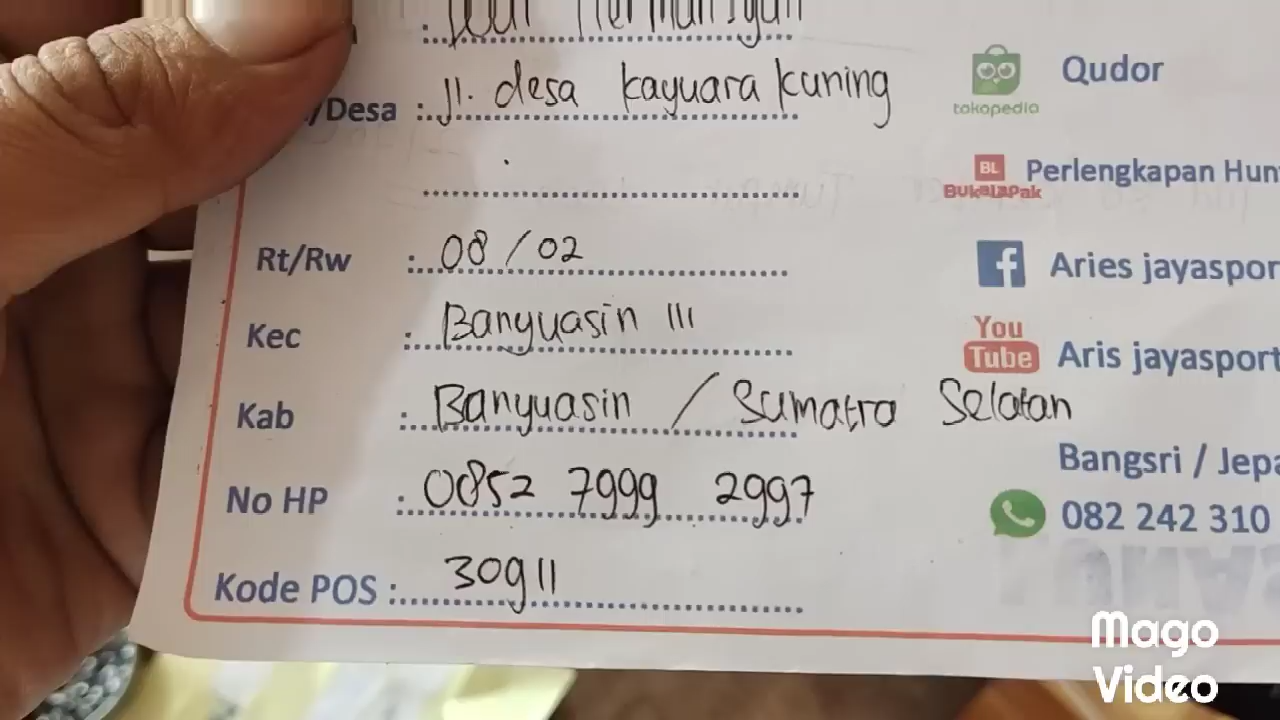 /Desa : Jl. desa kayuara kuning
Rt/Rw : 08 / 02
Kec : Banyuasin III
Kab : Banyuasin / Sumatra Selatan
No HP : 0852 7999 2997
Kode POS : 30911
tokopedia Qudor
BL BukaLapak Perlengkapan Hun
f Aries jayaspor
You Tube Aris jayasport
Bangsri / Jepa
082 242 310
Mago
Video